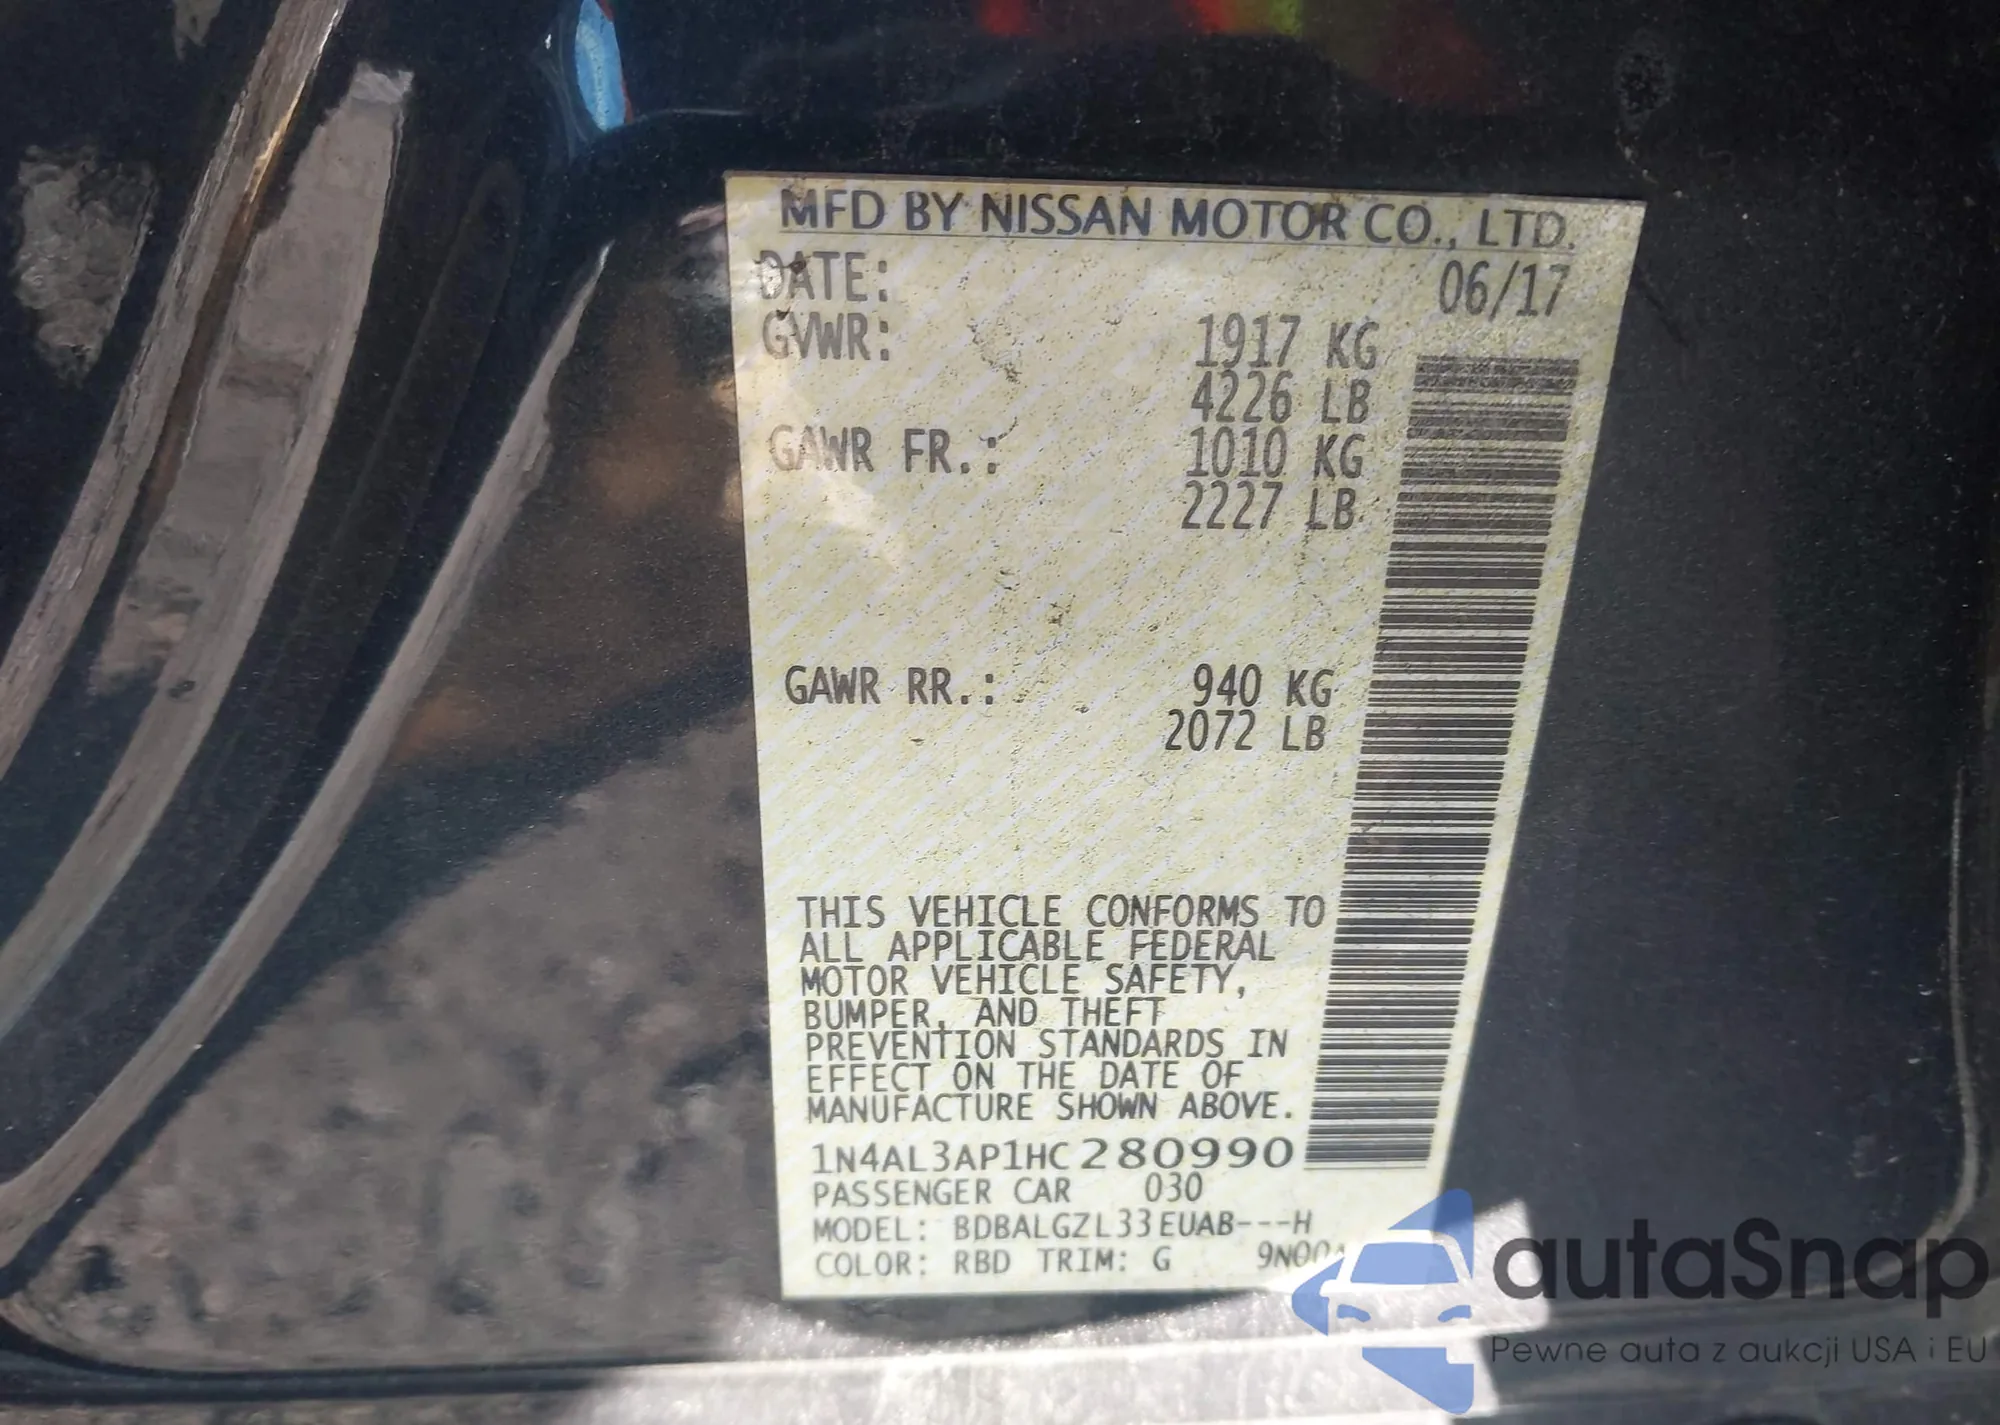 MFD BY NISSAN MOTOR CO., LTD.
DATE: 06/17
GVWR: 1917 KG
4226 LB
GAWR FR.: 1010 KG
2227 LB
GAWR RR.: 940 KG
2072 LB
THIS VEHICLE CONFORMS TO
ALL APPLICABLE FEDERAL
MOTOR VEHICLE SAFETY,
BUMPER, AND THEFT
PREVENTION STANDARDS IN
EFFECT ON THE DATE OF
MANUFACTURE SHOWN ABOVE.
1N4AL3AP1HC280990
PASSENGER CAR 030
MODEL: BDBALGZL33EUAB---H
COLOR: RBD TRIM: G
autaSnap
Pewne auta z aukcji USA i EU